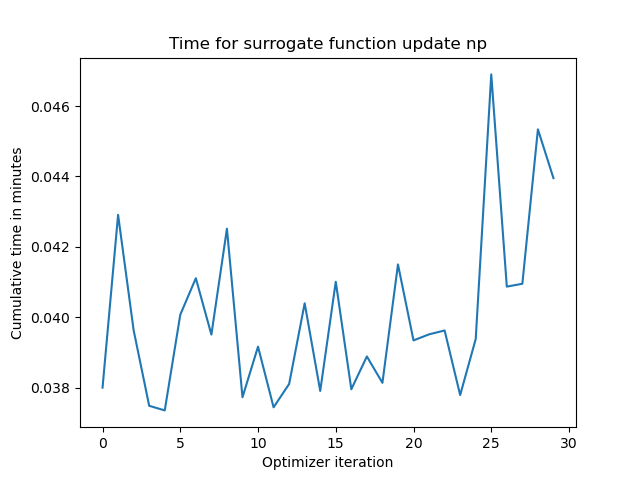 Time for surrogate function update np
0.046
0.044
0.042
0.040
0.038
Cumulative time in minutes
0 5 10 15 20 25 30
Optimizer iteration